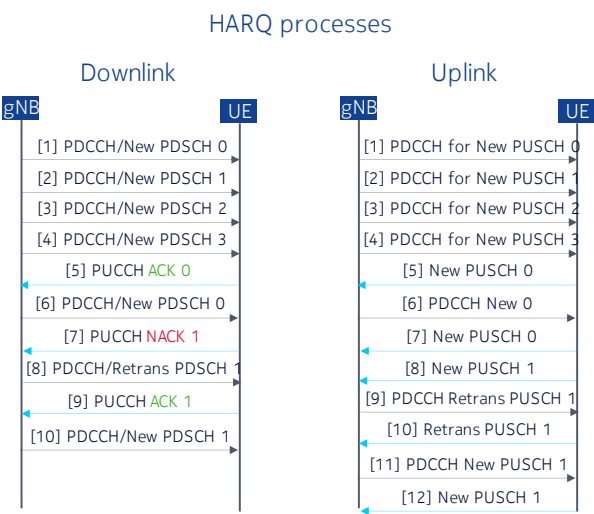 HARQ processes
Downlink
gNB
UE
[1] PDCCH/New PDSCH 0
[2] PDCCH/New PDSCH 1
[3] PDCCH/New PDSCH 2
[4] PDCCH/New PDSCH 3
[5] PUCCH ACK 0
[6] PDCCH/New PDSCH 0
[7] PUCCH NACK 1
[8] PDCCH/Retrans PDSCH 1
[9] PUCCH ACK 1
[10] PDCCH/New PDSCH 1
Uplink
gNB
UE
[1] PDCCH for New PUSCH 0
[2] PDCCH for New PUSCH 1
[3] PDCCH for New PUSCH 2
[4] PDCCH for New PUSCH 3
[5] New PUSCH 0
[6] PDCCH New 0
[7] New PUSCH 0
[8] New PUSCH 1
[9] PDCCH Retrans PUSCH 1
[10] Retrans PUSCH 1
[11] PDCCH New PUSCH 1
[12] New PUSCH 1